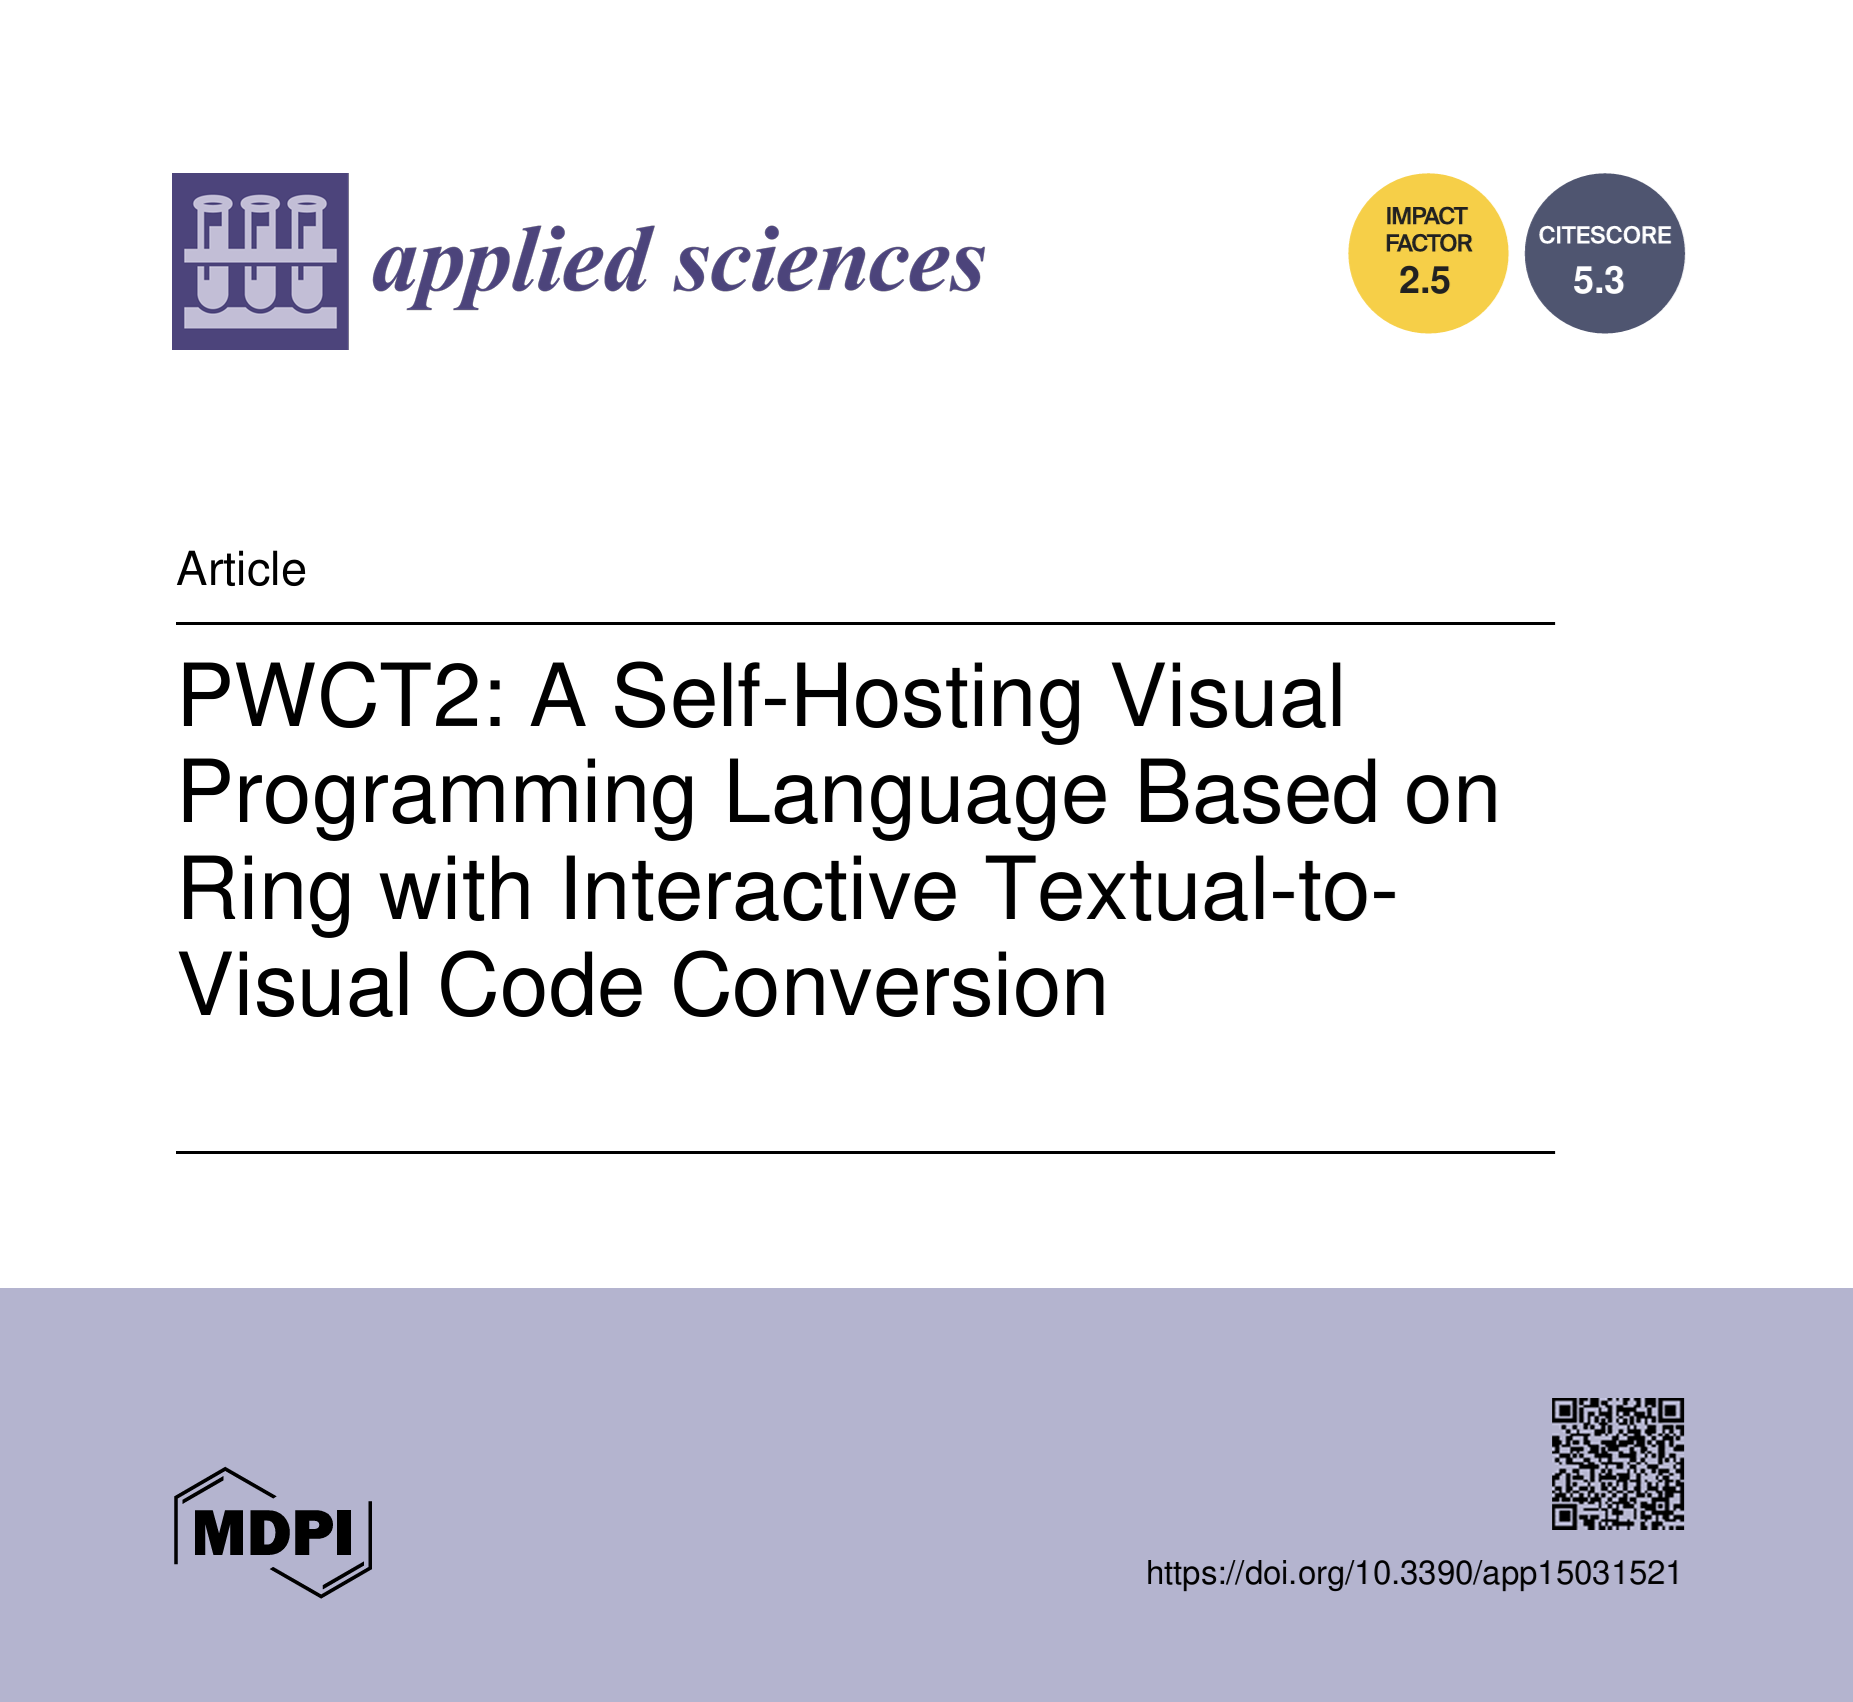 applied sciences
IMPACT
FACTOR
2.5
CITESCORE
5.3
Article
PWCT2: A Self-Hosting Visual
Programming Language Based on
Ring with Interactive Textual-to-
Visual Code Conversion
MDPI
https://doi.org/10.3390/app15031521